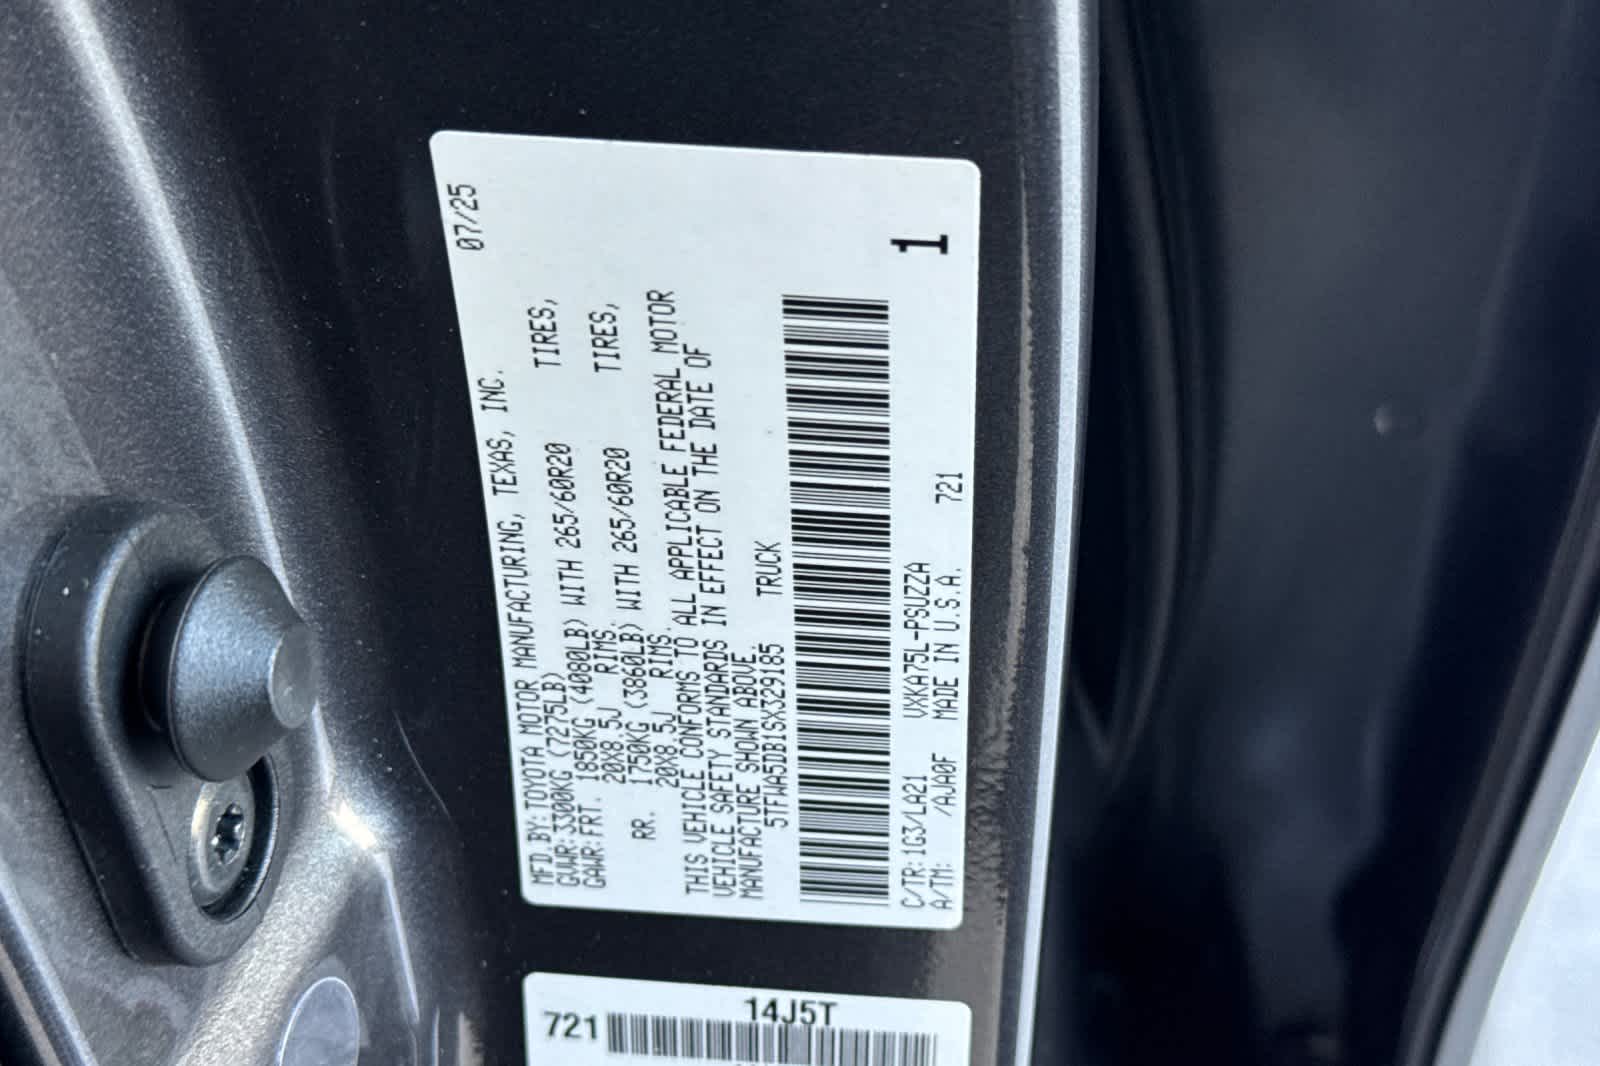 07/25
MFD.BY:TOYOTA MOTOR MANUFACTURING, TEXAS, INC.
GVWR:3300KG (7275LB)
GAWR:FRT. 1850KG (4080LB) WITH 265/60R20 TIRES,
20X8.5J RIMS.
RR. 1750KG (3860LB) WITH 265/60R20 TIRES,
20X8.5J RIMS.
THIS VEHICLE CONFORMS TO ALL APPLICABLE FEDERAL MOTOR
VEHICLE SAFETY STANDARDS IN EFFECT ON THE DATE OF
MANUFACTURE SHOWN ABOVE.
5TFWA5DB1SX329185 TRUCK
1
C/TR:1G3/LA21 VXKA75L-PSUZZA 721
A/TM: /AJA0F MADE IN U.S.A.
14J5T
721